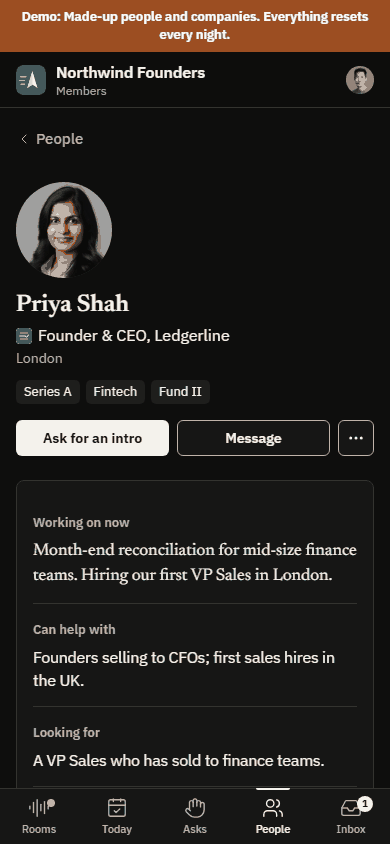 Demo: Made-up people and companies. Everything resets
every night.
Northwind Founders
Members
People
Priya Shah
Founder & CEO, Ledgerline
London
Series A
Fintech
Fund II
Ask for an intro
Message
Working on now
Month-end reconciliation for mid-size finance
teams. Hiring our first VP Sales in London.
Can help with
Founders selling to CFOs; first sales hires in
the UK.
Looking for
A VP Sales who has sold to finance teams.
Rooms
Today
Asks
People
1
Inbox